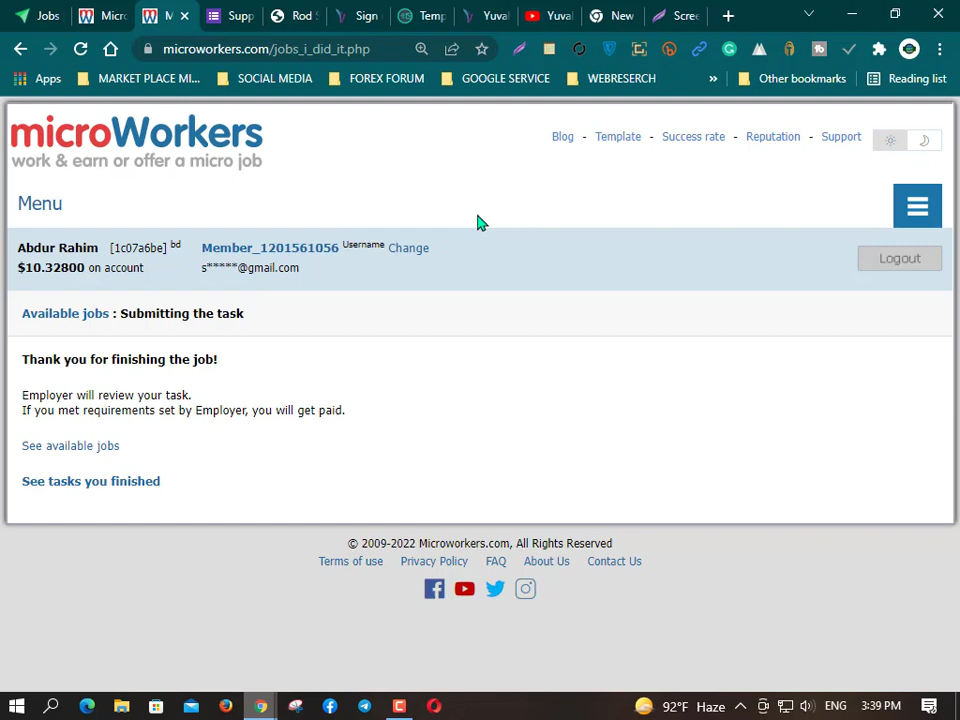 Jobs
Micro
M
Supp
Rod
Sign
Temp
Yuval
Yuval
New
Scree
microworkers.com/jobs_i_did_it.php
Apps
MARKET PLACE MI...
SOCIAL MEDIA
FOREX FORUM
GOOGLE SERVICE
WEBRESERCH
»
Other bookmarks
Reading list
microWorkers
work & earn or offer a micro job
Blog - Template - Success rate - Reputation - Support
Menu
Abdur Rahim [1c07a6be] bd
Member_1201561056 Username Change
$10.32800 on account
s*****@gmail.com
Logout
Available jobs : Submitting the task
Thank you for finishing the job!
Employer will review your task.
If you met requirements set by Employer, you will get paid.
See available jobs
See tasks you finished
© 2009-2022 Microworkers.com, All Rights Reserved
Terms of use Privacy Policy FAQ About Us Contact Us
92°F Haze
ENG
3:39 PM